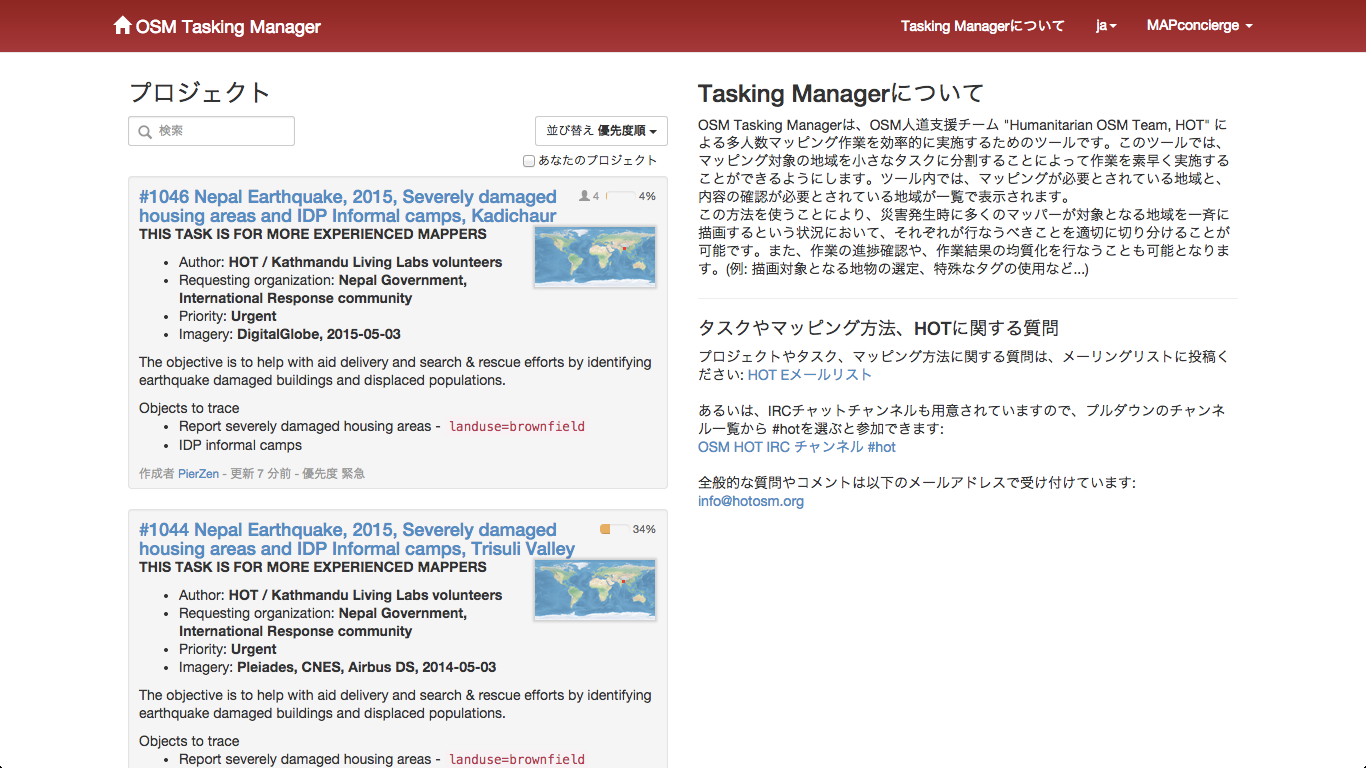 OSM Tasking Manager
Tasking Managerについて
ja
MAPconcierge
プロジェクト
検索
並び替え 優先度順
あなたのプロジェクト
#1046 Nepal Earthquake, 2015, Severely damaged
housing areas and IDP Informal camps, Kadichaur
4
4%
THIS TASK IS FOR MORE EXPERIENCED MAPPERS
• Author: HOT / Kathmandu Living Labs volunteers
• Requesting organization: Nepal Government,
International Response community
• Priority: Urgent
• Imagery: DigitalGlobe, 2015-05-03
The objective is to help with aid delivery and search & rescue efforts by identifying
earthquake damaged buildings and displaced populations.
Objects to trace
• Report severely damaged housing areas - landuse=brownfield
• IDP informal camps
作成者 PierZen - 更新 7 分前 - 優先度 緊急
#1044 Nepal Earthquake, 2015, Severely damaged
housing areas and IDP Informal camps, Trisuli Valley
34%
THIS TASK IS FOR MORE EXPERIENCED MAPPERS
• Author: HOT / Kathmandu Living Labs volunteers
• Requesting organization: Nepal Government,
International Response community
• Priority: Urgent
• Imagery: Pleiades, CNES, Airbus DS, 2014-05-03
The objective is to help with aid delivery and search & rescue efforts by identifying
earthquake damaged buildings and displaced populations.
Objects to trace
• Report severely damaged housing areas - landuse=brownfield
Tasking Managerについて
OSM Tasking Managerは、OSM人道支援チーム "Humanitarian OSM Team, HOT" に
よる多人数マッピング作業を効率的に実施するためのツールです。このツールでは、
マッピング対象の地域を小さなタスクに分割することによって作業を素早く実施する
ことができるようにします。ツール内では、マッピングが必要とされている地域と、
内容の確認が必要とされている地域が一覧で表示されます。
この方法を使うことにより、災害発生時に多くのマッパーが対象となる地域を一斉に
描画するという状況において、それぞれが行なうべきことを適切に切り分けることが
可能です。また、作業の進捗確認や、作業結果の均質化を行なうことも可能となりま
す。(例: 描画対象となる地物の選定、特殊なタグの使用など...)
タスクやマッピング方法、HOTに関する質問
プロジェクトやタスク、マッピング方法に関する質問は、メーリングリストに投稿く
ださい: HOT Eメールリスト
あるいは、IRCチャットチャンネルも用意されていますので、プルダウンのチャンネ
ル一覧から #hotを選ぶと参加できます:
OSM HOT IRC チャンネル #hot
全般的な質問やコメントは以下のメールアドレスで受け付けています:
info@hotosm.org